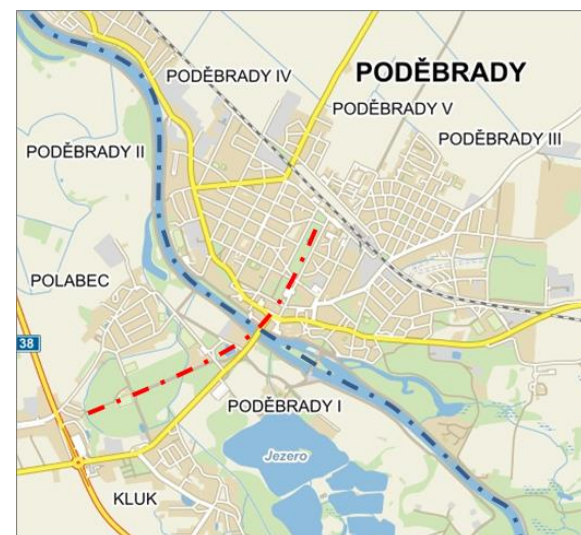 PODĚBRADY IV
PODĚBRADY
PODĚBRADY V
PODĚBRADY III
PODĚBRADY II
POLABEC
38
PODĚBRADY I
Jezero
KLUK